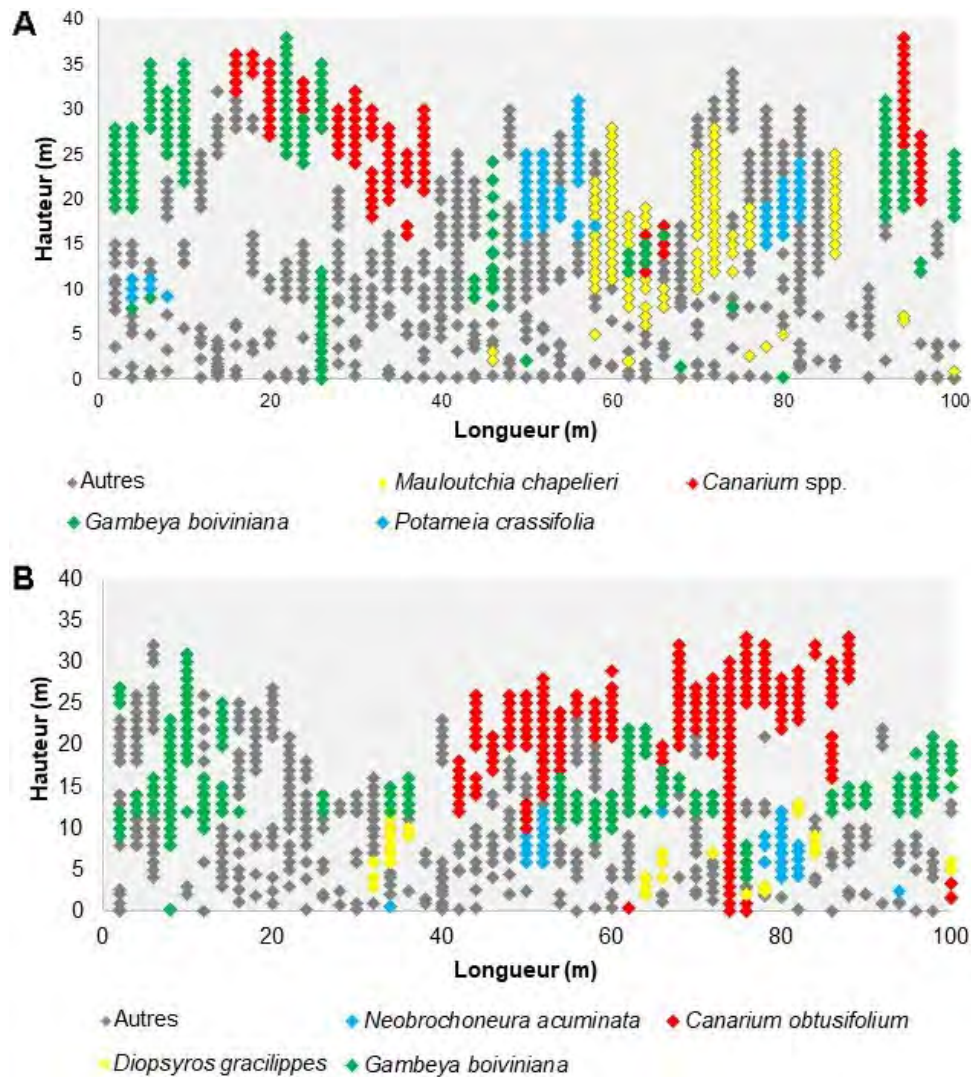 A
40
35
30
25
20
15
10
5
0
Hauteur (m)
0 20 40 60 80 100
Longueur (m)
Autres Mauloutchia chapelieri Canarium spp.
Gambeya boiviniana Potameia crassifolia
B
40
35
30
25
20
15
10
5
0
Hauteur (m)
0 20 40 60 80 100
Longueur (m)
Autres Neobrochoneura acuminata Canarium obtusifolium
Diopsyros gracilippes Gambeya boiviniana